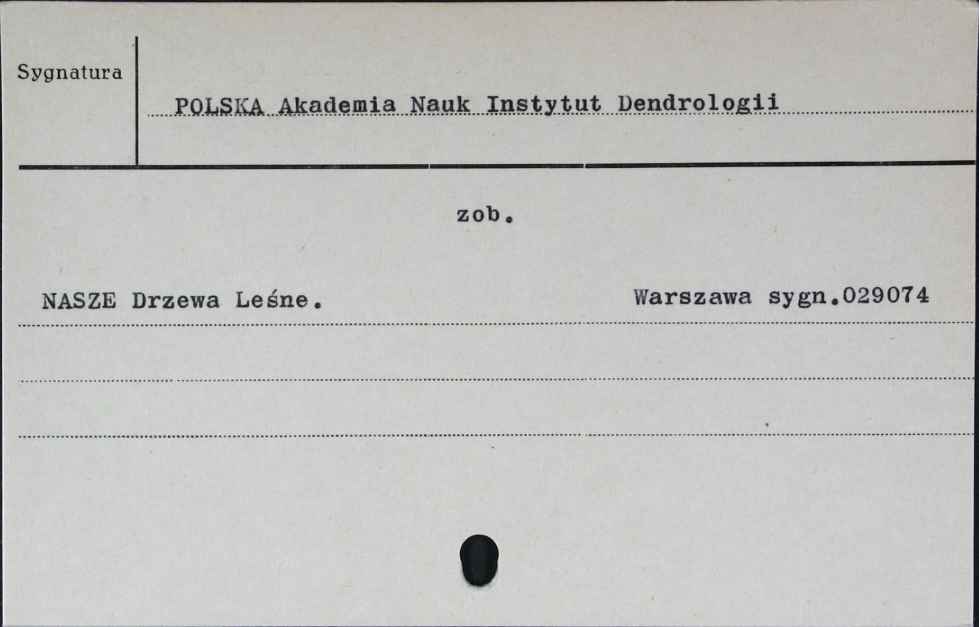 Sygnatura
POLSKA Akademia Nauk Instytut Dendrologii
zob.
NASZE Drzewa Leśne. Warszawa sygn.029074